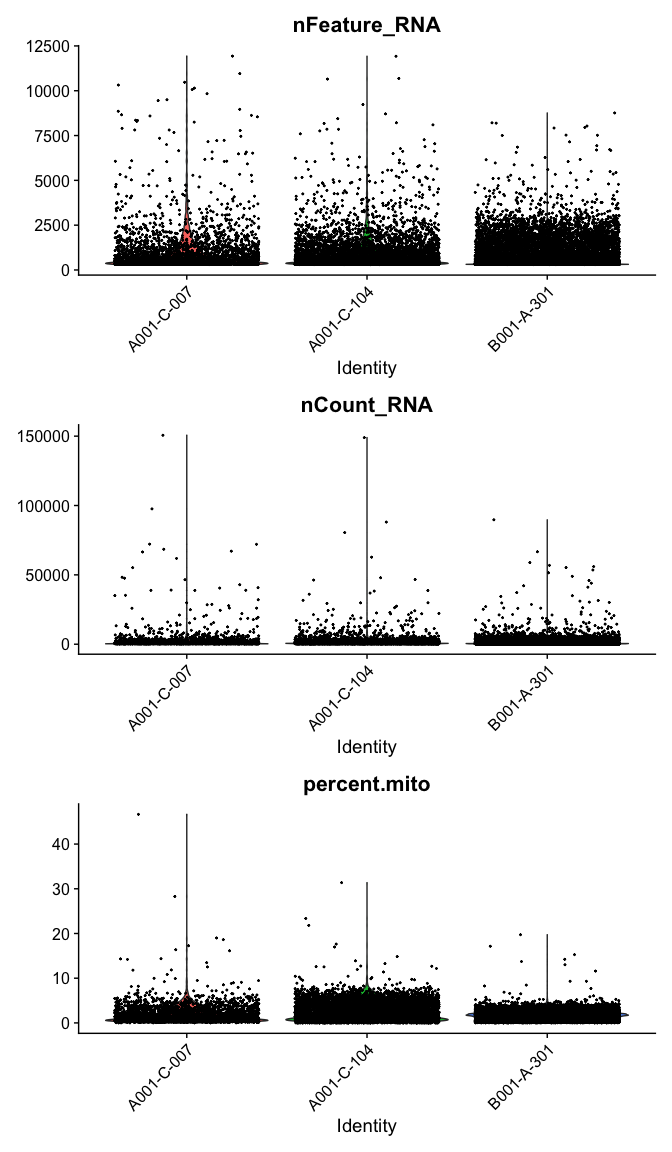 nFeature_RNA
12500
10000
7500
5000
2500
0
A001-C-007
A001-C-104
B001-A-301
Identity
nCount_RNA
150000
100000
50000
0
A001-C-007
A001-C-104
B001-A-301
Identity
percent.mito
40
30
20
10
0
A001-C-007
A001-C-104
B001-A-301
Identity